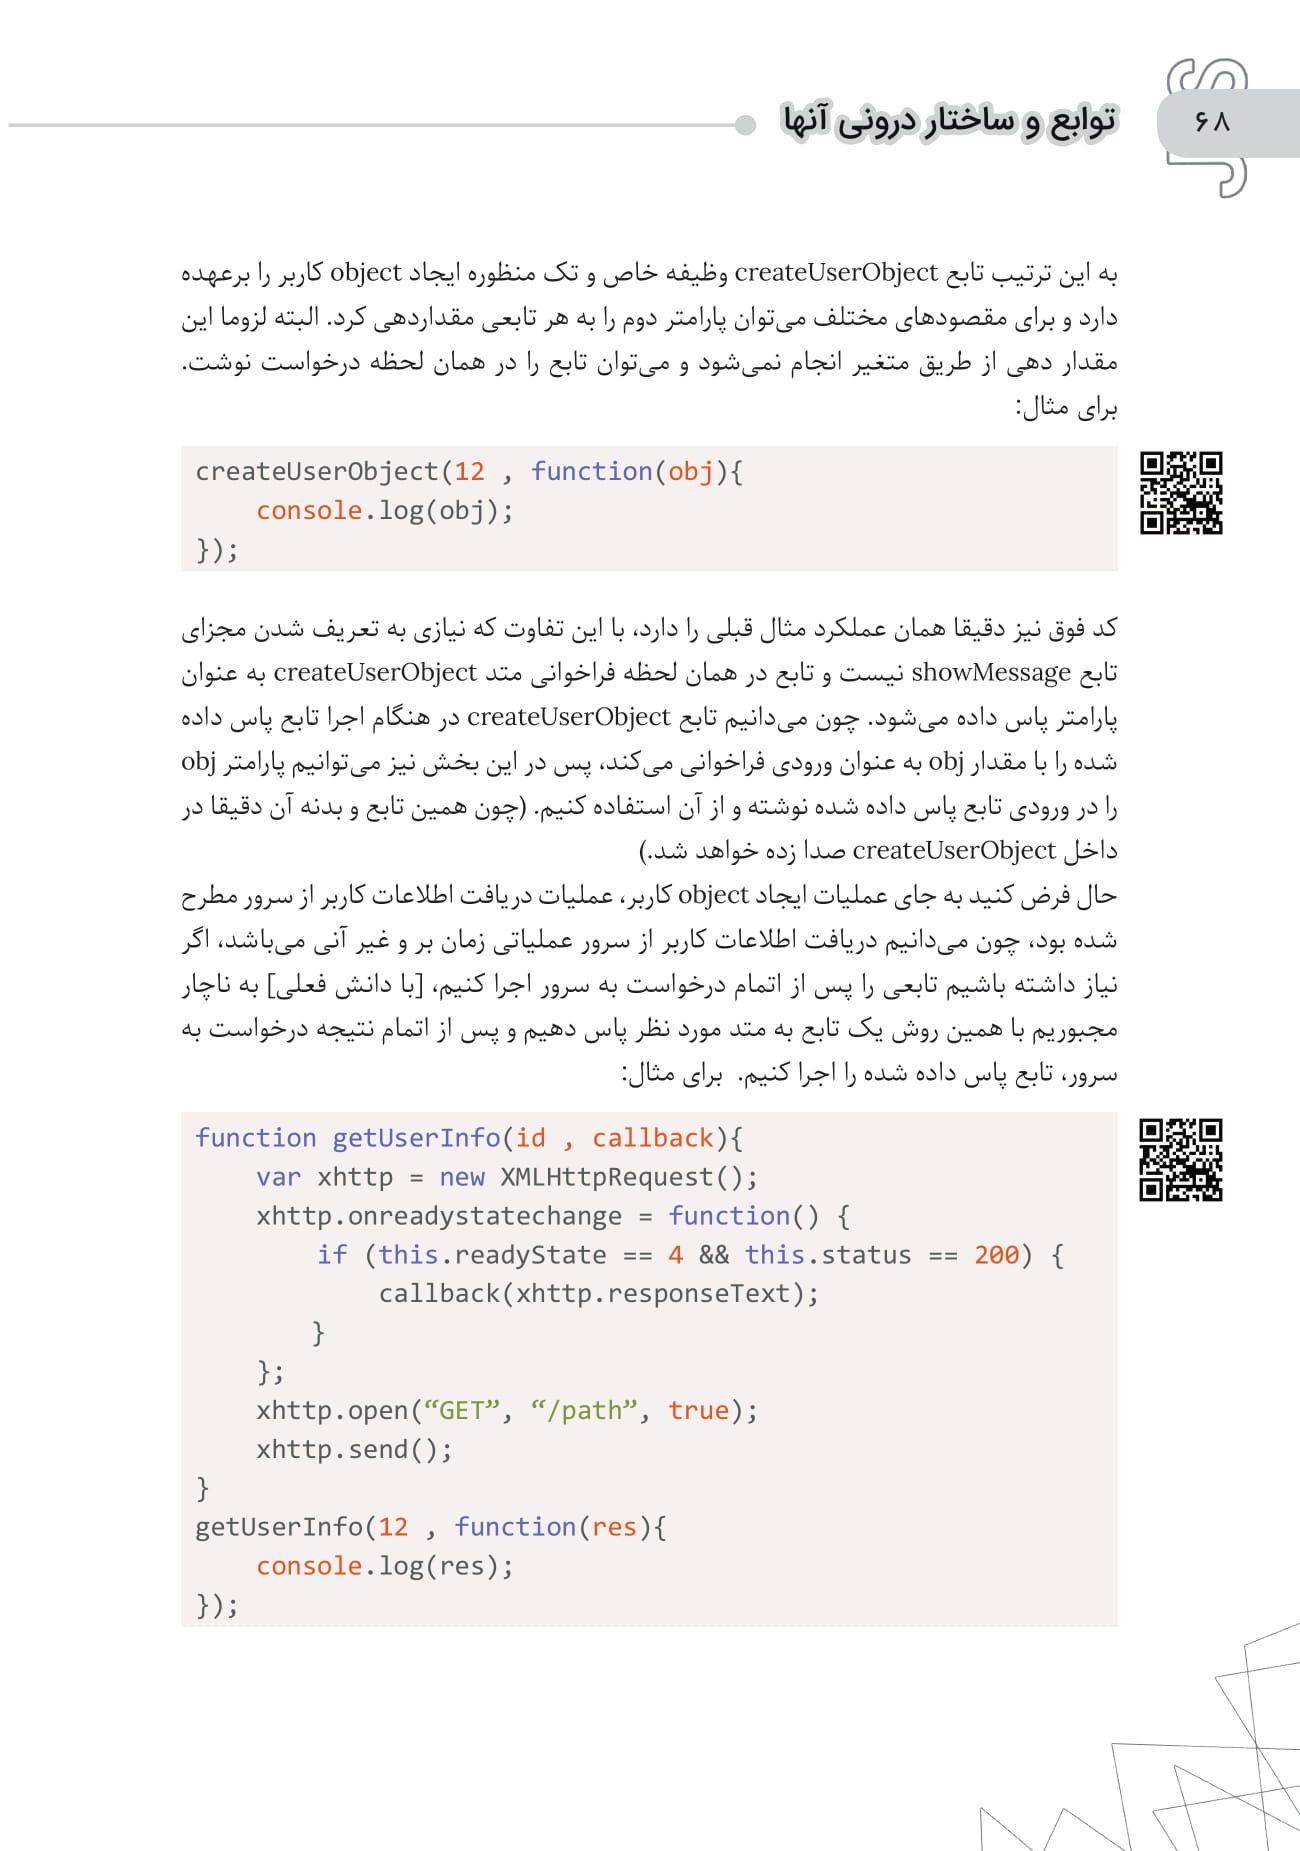 ۶۸
توابع و ساختار درونی آنها
به این ترتیب تابع createUserObject وظیفه خاص و تک منظوره ایجاد object کاربر را برعهده
دارد و برای مقصودهای مختلف می‌توان پارامتر دوم را به هر تابعی مقداردهی کرد. البته لزوما این
مقدار دهی از طریق متغیر انجام نمی‌شود و می‌توان تابع را در همان لحظه درخواست نوشت.
برای مثال:
createUserObject(12 , function(obj){
    console.log(obj);
});
کد فوق نیز دقیقا همان عملکرد مثال قبلی را دارد، با این تفاوت که نیازی به تعریف شدن مجزای
تابع showMessage نیست و تابع در همان لحظه فراخوانی متد createUserObject به عنوان
پارامتر پاس داده می‌شود. چون می‌دانیم تابع createUserObject در هنگام اجرا تابع پاس داده
شده را با مقدار obj به عنوان ورودی فراخوانی می‌کند، پس در این بخش نیز می‌توانیم پارامتر obj
را در ورودی تابع پاس داده شده نوشته و از آن استفاده کنیم. (چون همین تابع و بدنه آن دقیقا در
داخل createUserObject صدا زده خواهد شد.)
حال فرض کنید به جای عملیات ایجاد object کاربر، عملیات دریافت اطلاعات کاربر از سرور مطرح
شده بود، چون می‌دانیم دریافت اطلاعات کاربر از سرور عملیاتی زمان بر و غیر آنی می‌باشد، اگر
نیاز داشته باشیم تابعی را پس از اتمام درخواست به سرور اجرا کنیم، [با دانش فعلی] به ناچار
مجبوریم با همین روش یک تابع به متد مورد نظر پاس دهیم و پس از اتمام نتیجه درخواست به
سرور، تابع پاس داده شده را اجرا کنیم. برای مثال:
function getUserInfo(id , callback){
    var xhttp = new XMLHttpRequest();
    xhttp.onreadystatechange = function() {
        if (this.readyState == 4 && this.status == 200) {
            callback(xhttp.responseText);
        }
    };
    xhttp.open(“GET”, “/path”, true);
    xhttp.send();
}
getUserInfo(12 , function(res){
    console.log(res);
});